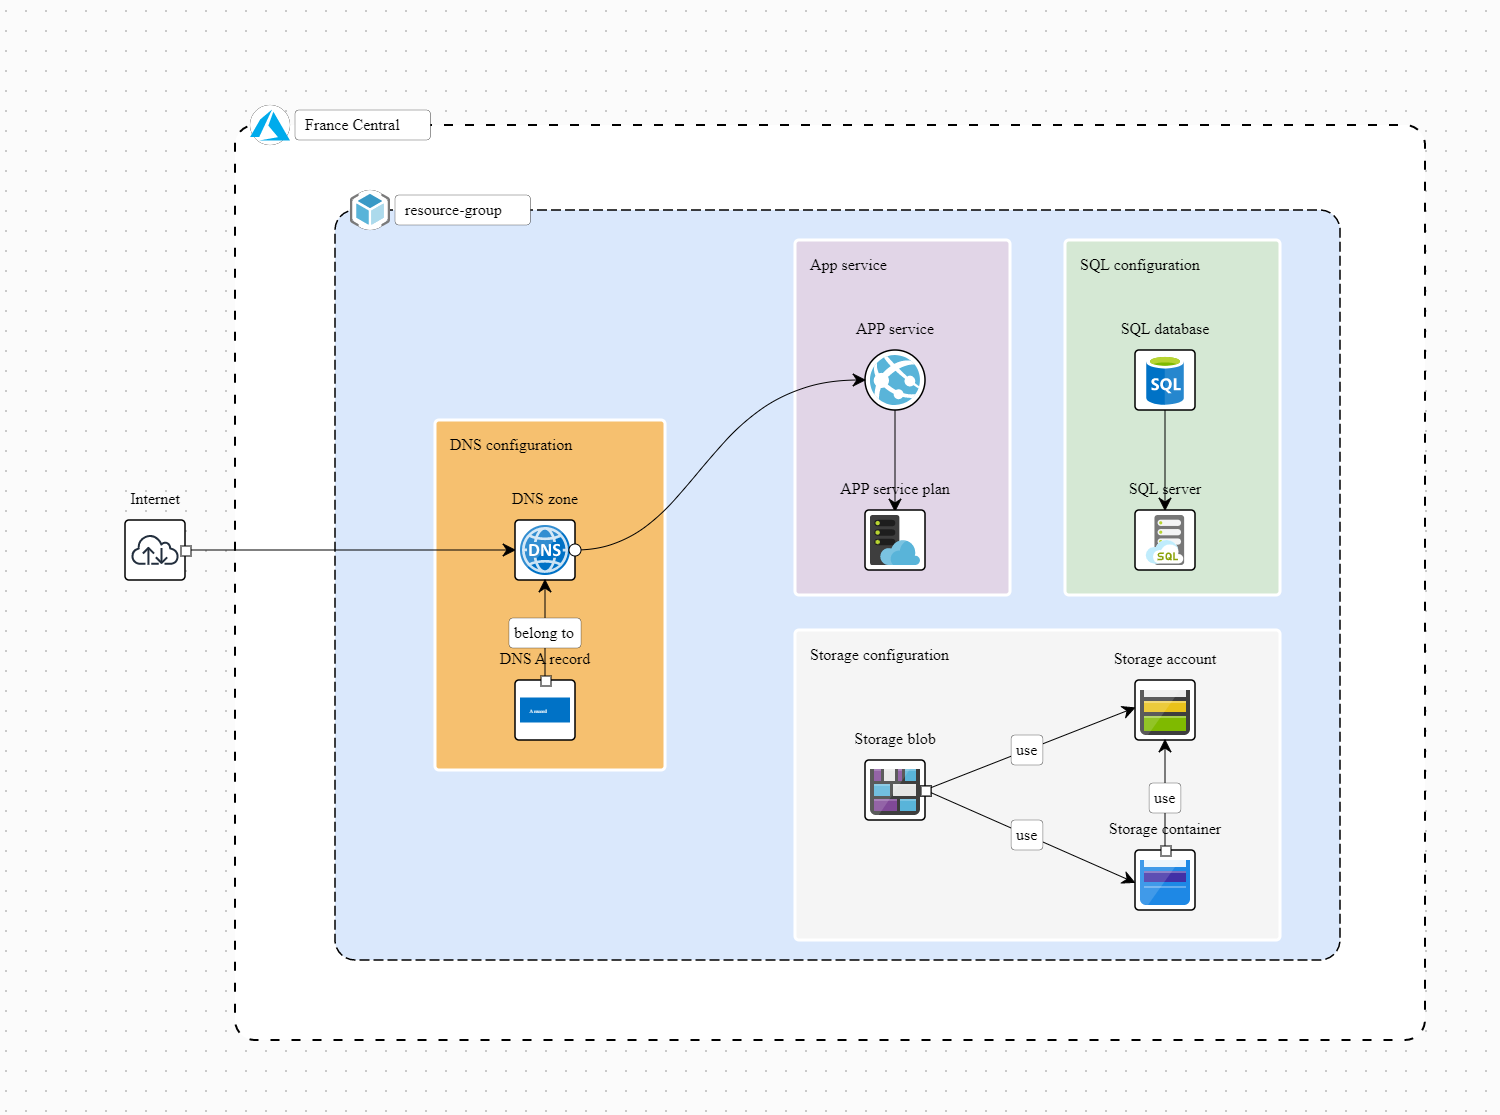 France Central
resource-group
App service
SQL configuration
APP service
SQL database
SQL
DNS configuration
Internet
DNS zone
DNS
APP service plan
SQL server
SQL
belong to
DNS A record
A record
Storage configuration
Storage account
Storage blob
use
use
use
Storage container